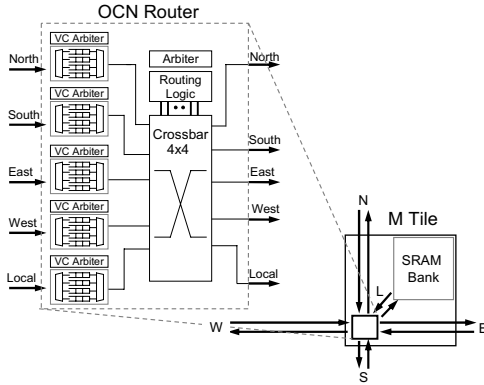 OCN Router
VC Arbiter
North
VC Arbiter
South
VC Arbiter
East
VC Arbiter
West
VC Arbiter
Local
Arbiter
Routing
Logic
Crossbar
4x4
North
South
East
West
Local
M Tile
SRAM
Bank
N
L
W
E
S